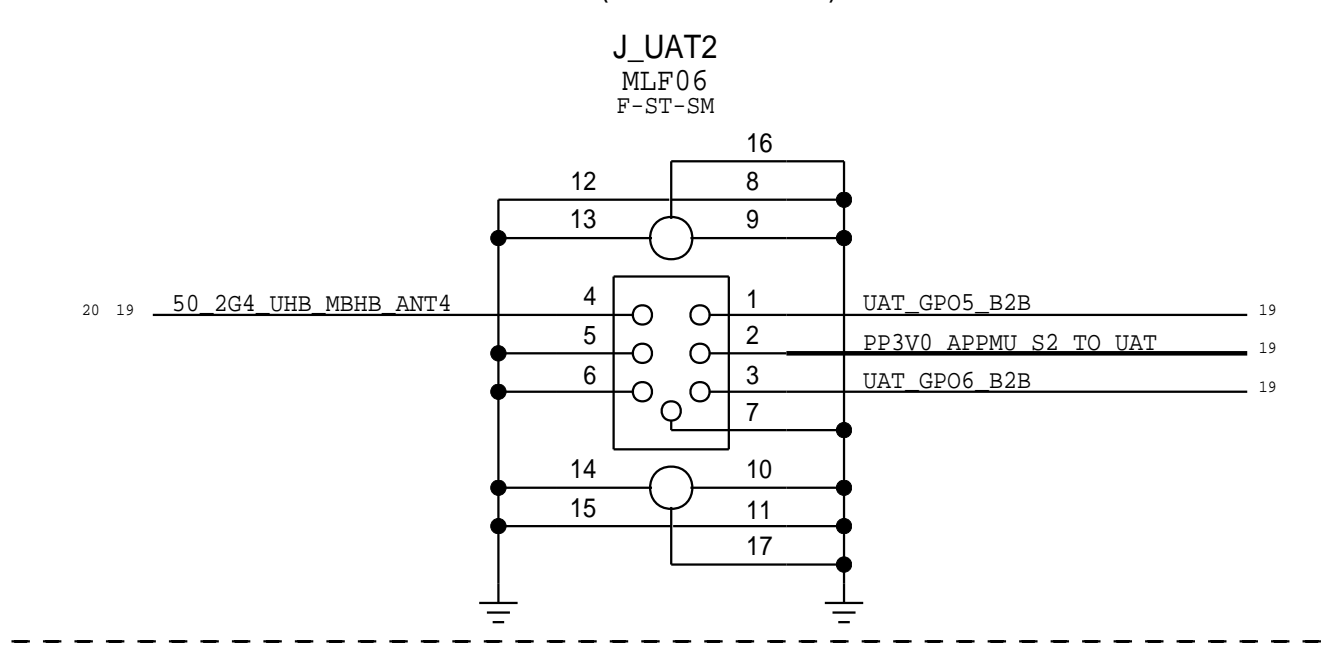 J_UAT2
MLF06
F-ST-SM
16
12 8
13 9
20 19 50_2G4_UHB_MBHB_ANT4 4 1 UAT_GPO5_B2B 19
5 2 PP3V0_APPMU_S2_TO_UAT 19
6 3 UAT_GPO6_B2B 19
7
14 10
15 11
17